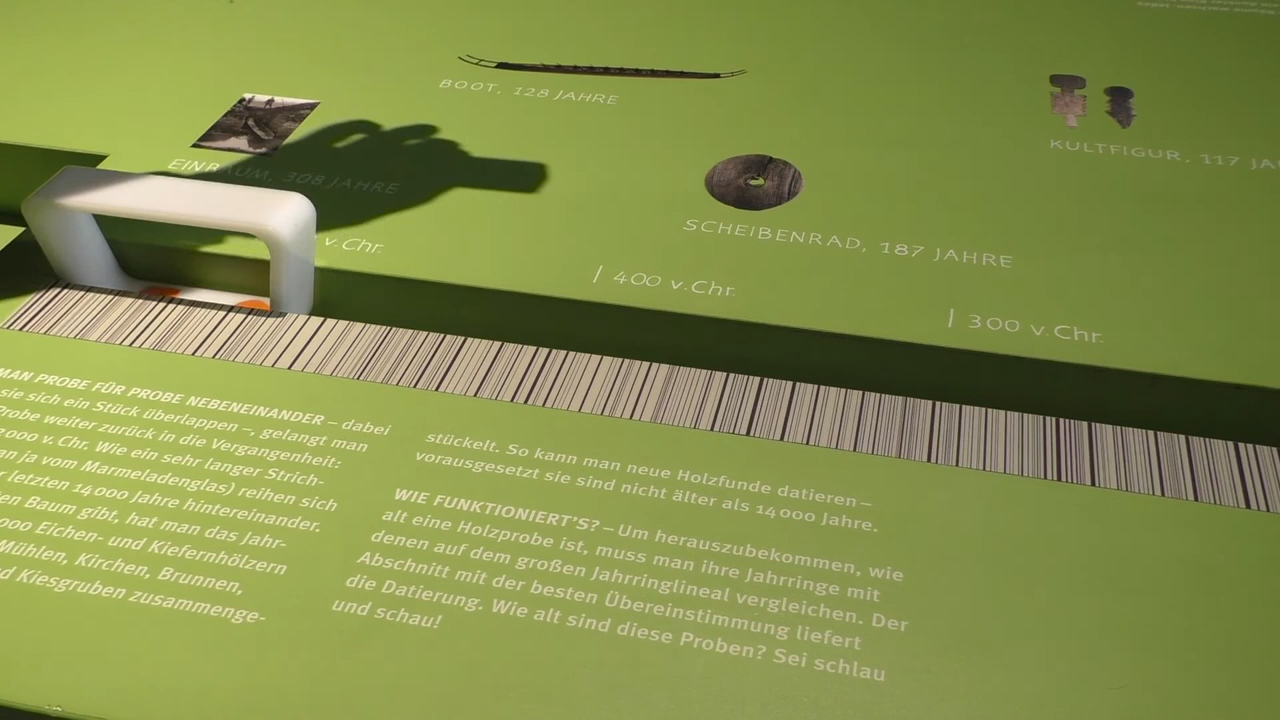 BOOT, 128 JAHRE
EINBAUM, 308 JAHRE
KULTFIGUR, 117 JA
SCHEIBENRAD, 187 JAHRE
v.Chr.
| 400 v.Chr.
| 300 v.Chr.
MAN PROBE FÜR PROBE NEBENEINANDER – dabei
sie sich ein Stück überlappen –, gelangt man
Probe weiter zurück in die Vergangenheit:
000 v. Chr. Wie ein sehr langer Strich-
an ja vom Marmeladenglas) reihen sich
r letzten 14000 Jahre hintereinander.
en Baum gibt, hat man das Jahr-
000 Eichen- und Kiefernhölzern
Mühlen, Kirchen, Brunnen,
d Kiesgruben zusammenge-
stückelt. So kann man neue Holzfunde datieren –
vorausgesetzt sie sind nicht älter als 14000 Jahre.
WIE FUNKTIONIERT'S? – Um herauszubekommen, wie
alt eine Holzprobe ist, muss man ihre Jahrringe mit
denen auf dem großen Jahrringlineal vergleichen. Der
Abschnitt mit der besten Übereinstimmung liefert
die Datierung. Wie alt sind diese Proben? Sei schlau
und schau!